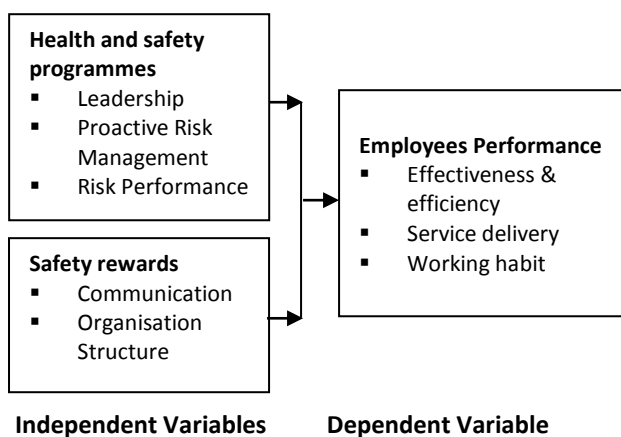 Health and safety
programmes
▪ Leadership
▪ Proactive Risk
Management
▪ Risk Performance
Safety rewards
▪ Communication
▪ Organisation
Structure
Employees Performance
▪ Effectiveness &
efficiency
▪ Service delivery
▪ Working habit
Independent Variables
Dependent Variable